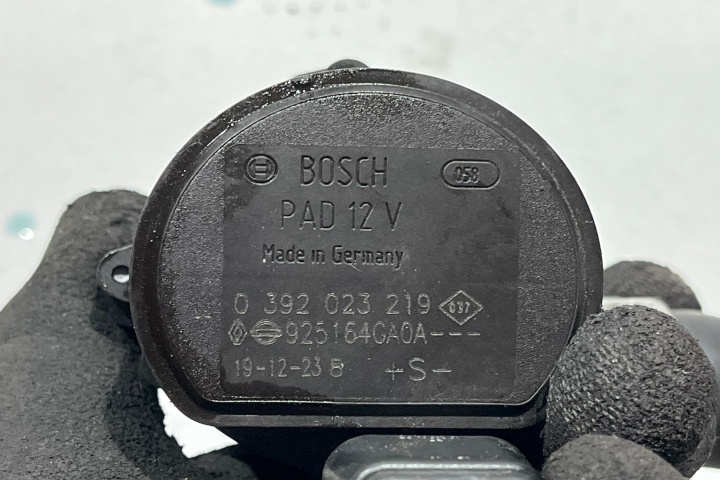 BOSCH 058
PAD 12 V
Made in Germany
0 392 023 219 037
925164GA0A---
19-12-23 B +S-